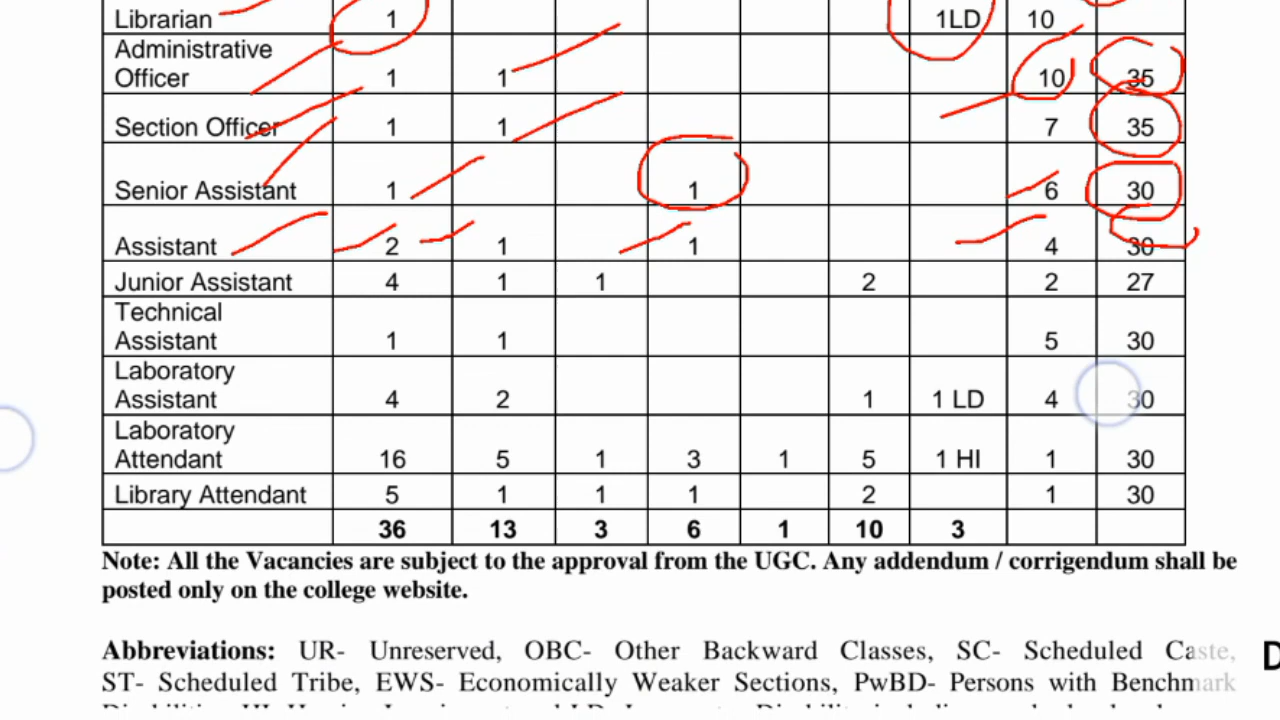 Librarian 1 1LD 10
Administrative
Officer 1 1 10 35
Section Officer 1 1 7 35
Senior Assistant 1 1 6 30
Assistant 2 1 1 4 30
Junior Assistant 4 1 1 2 2 27
Technical
Assistant 1 1 5 30
Laboratory
Assistant 4 2 1 1 LD 4 30
Laboratory
Attendant 16 5 1 3 1 5 1 HI 1 30
Library Attendant 5 1 1 1 2 1 30
36 13 3 6 1 10 3
Note: All the Vacancies are subject to the approval from the UGC. Any addendum / corrigendum shall be
posted only on the college website.
Abbreviations: UR- Unreserved, OBC- Other Backward Classes, SC- Scheduled Caste,
ST- Scheduled Tribe, EWS- Economically Weaker Sections, PwBD- Persons with Benchmark
D